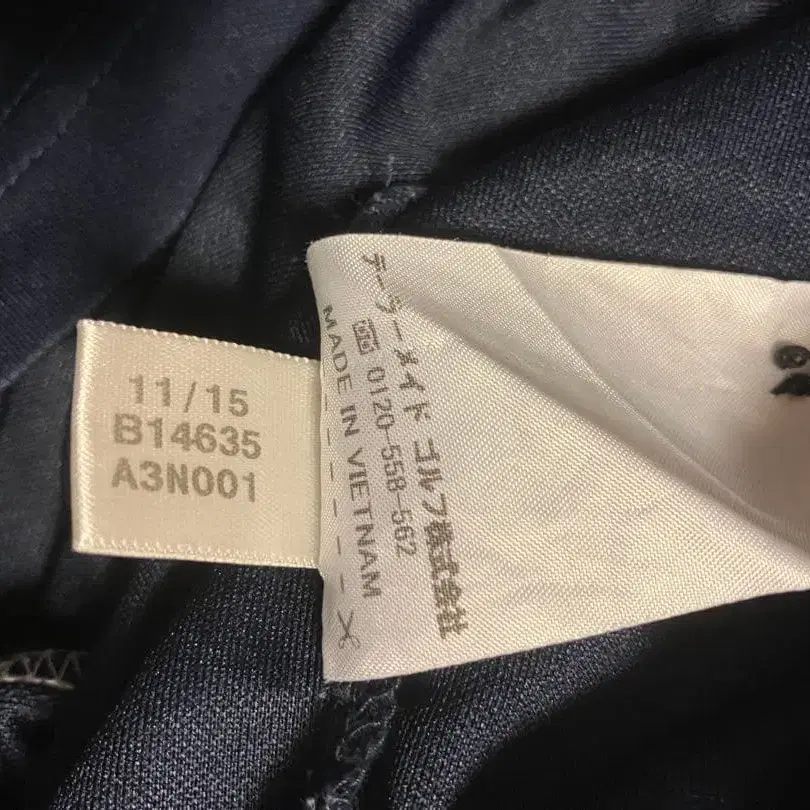 11/15
B14635
A3N001
テーラーメイド ゴルフ株式会社
0120-558-562
MADE IN VIETNAM